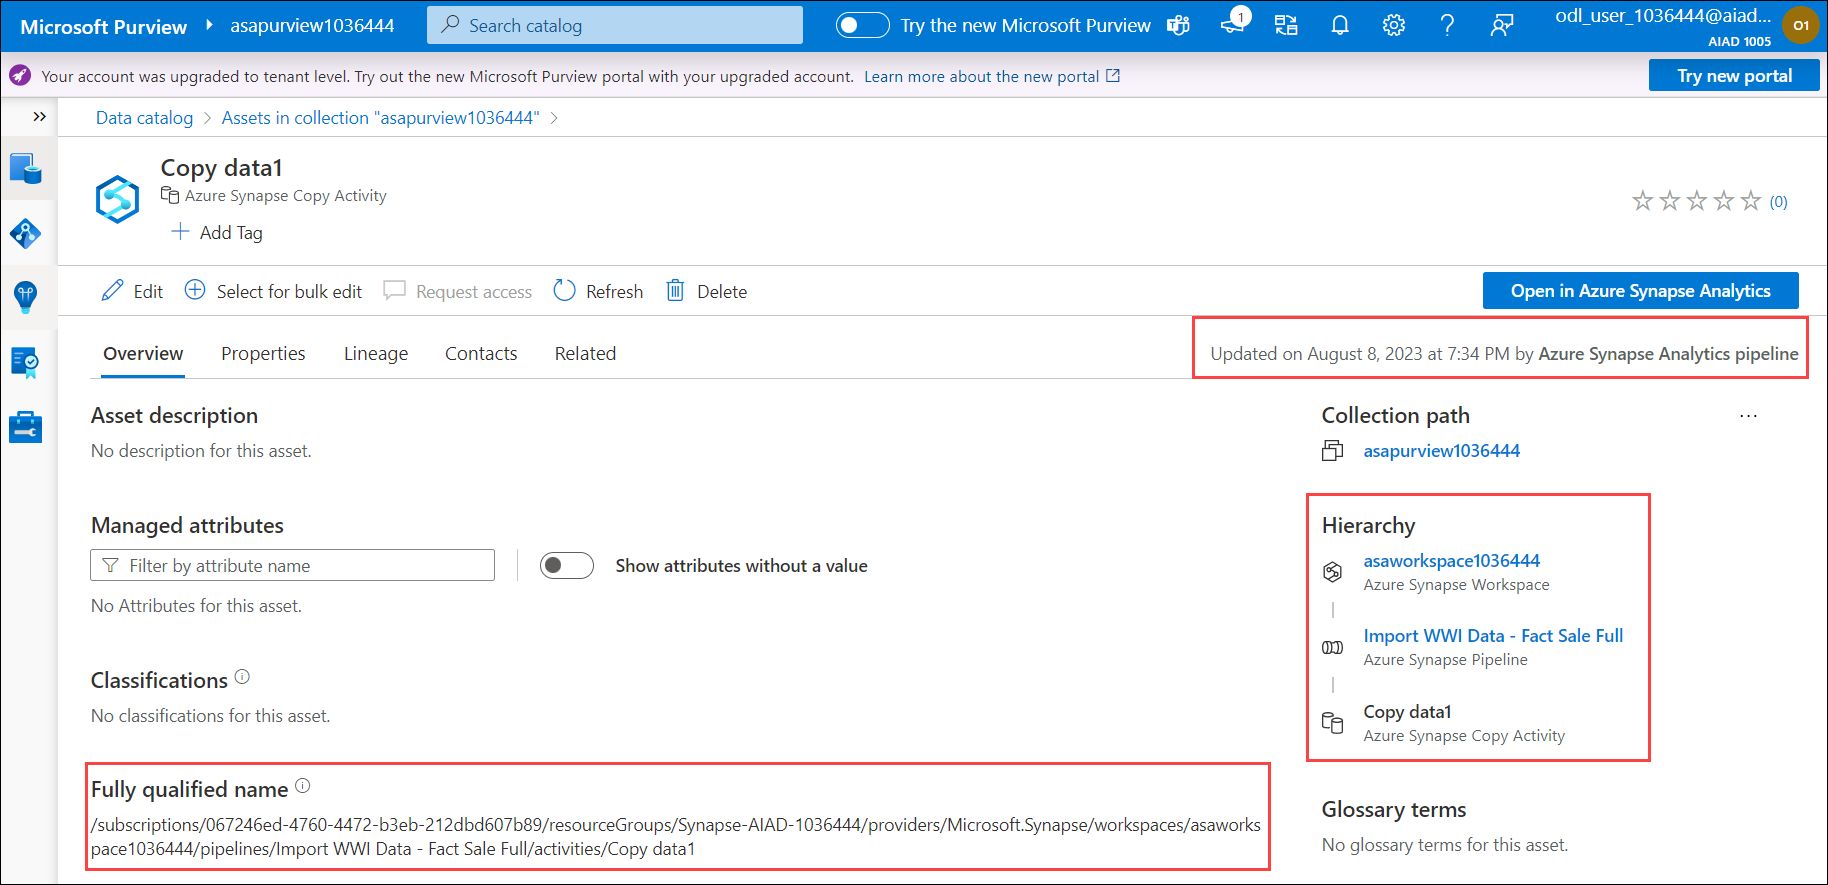 Microsoft Purview asapurview1036444 Search catalog Try the new Microsoft Purview 1 odl_user_1036444@aiad... O1
AIAD 1005
Your account was upgraded to tenant level. Try out the new Microsoft Purview portal with your upgraded account. Learn more about the new portal Try new portal
Data catalog > Assets in collection "asapurview1036444" >
Copy data1
Azure Synapse Copy Activity
(0)
+ Add Tag
Edit Select for bulk edit Request access Refresh Delete Open in Azure Synapse Analytics
Overview Properties Lineage Contacts Related Updated on August 8, 2023 at 7:34 PM by Azure Synapse Analytics pipeline
Asset description
No description for this asset.
Managed attributes
Filter by attribute name Show attributes without a value
No Attributes for this asset.
Classifications
No classifications for this asset.
Fully qualified name
/subscriptions/067246ed-4760-4472-b3eb-212dbd607b89/resourceGroups/Synapse-AIAD-1036444/providers/Microsoft.Synapse/workspaces/asaworks
pace1036444/pipelines/Import WWI Data - Fact Sale Full/activities/Copy data1
Collection path ...
asapurview1036444
Hierarchy
asaworkspace1036444
Azure Synapse Workspace
Import WWI Data - Fact Sale Full
Azure Synapse Pipeline
Copy data1
Azure Synapse Copy Activity
Glossary terms
No glossary terms for this asset.